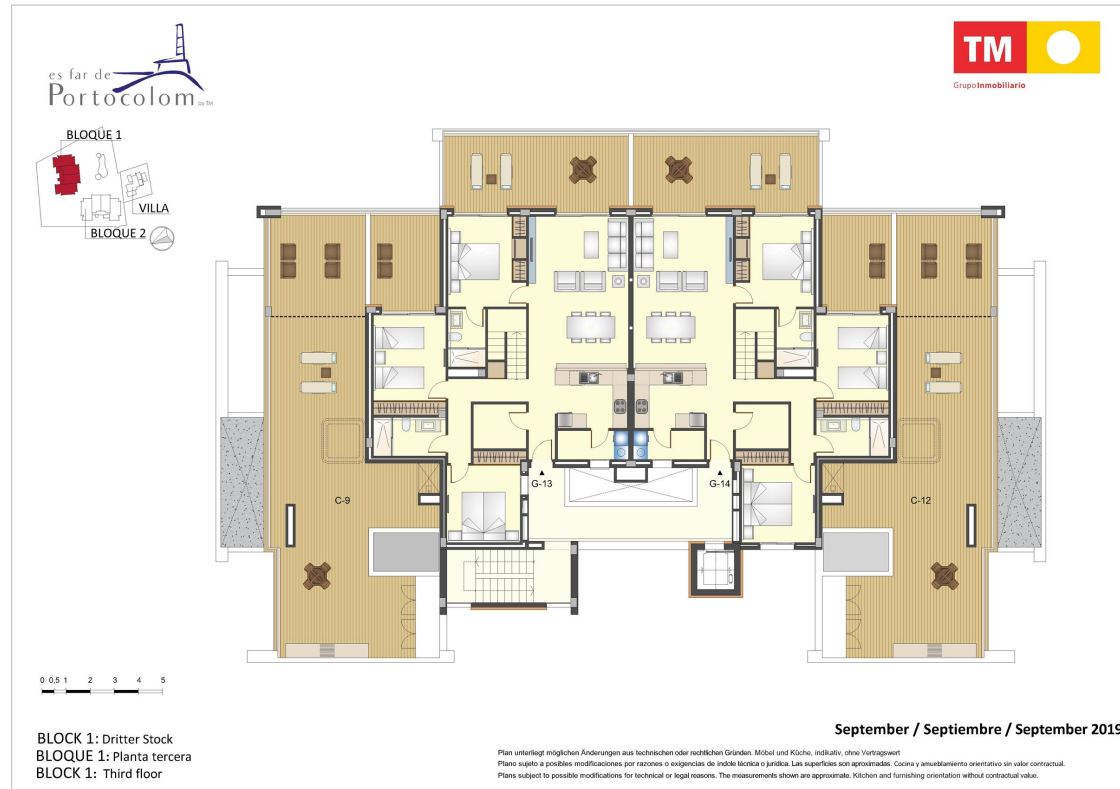 es far de
Portocolom
by TM
TM
Grupo Inmobiliario
BLOQUE 1
VILLA
BLOQUE 2
G-13
G-14
C-9
C-12
0 0,5 1 2 3 4 5
BLOCK 1: Dritter Stock
BLOQUE 1: Planta tercera
BLOCK 1: Third floor
September / Septiembre / September 2019
Plan unterliegt möglichen Änderungen aus technischen oder rechtlichen Gründen. Möbel und Küche, indikativ, ohne Vertragswert
Plano sujeto a posibles modificaciones por razones o exigencias de índole técnica o jurídica. Las superficies son aproximadas. Cocina y amueblamiento orientativo sin valor contractual.
Plans subject to possible modifications for technical or legal reasons. The measurements shown are approximate. Kitchen and furnishing orientation without contractual value.